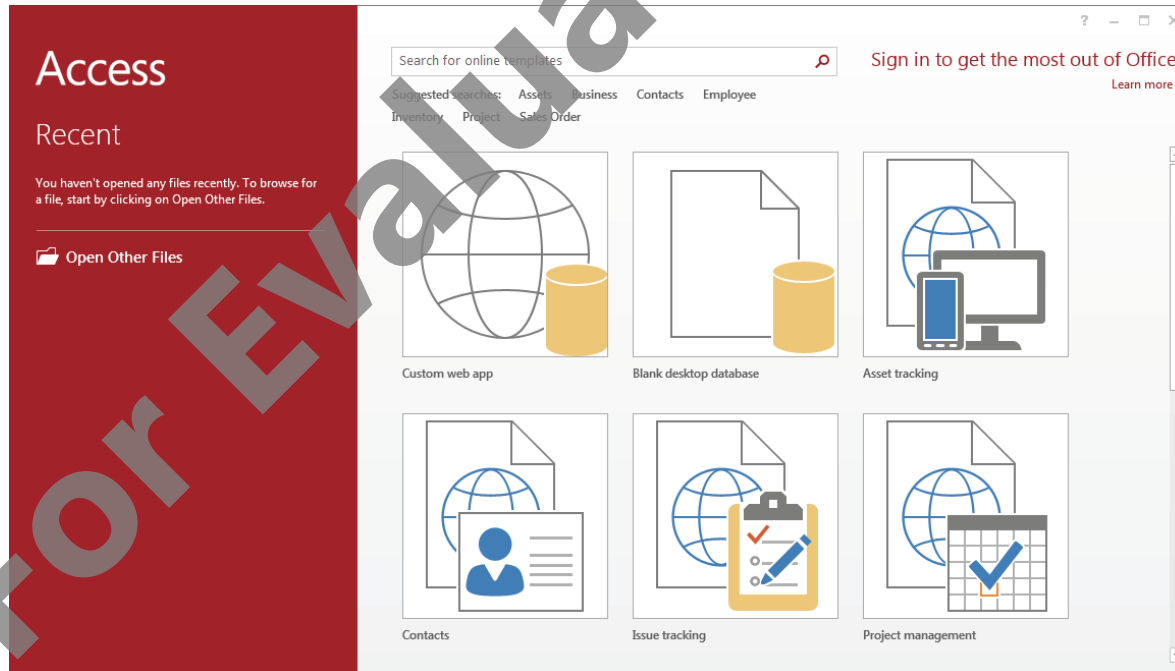 Access
Recent
You haven't opened any files recently. To browse for
a file, start by clicking on Open Other Files.
Open Other Files
?
Search for online templates
Sign in to get the most out of Office
Learn more
Suggested searches: Assets Business Contacts Employee
Inventory Project Sales Order
Custom web app
Blank desktop database
Asset tracking
Contacts
Issue tracking
Project management
For Evalua